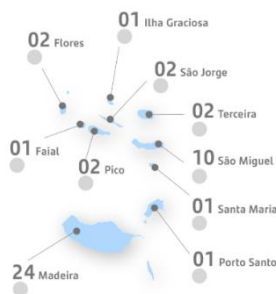 01 Ilha Graciosa
02 Flores
02 São Jorge
02 Terceira
01 Faial
02 Pico
10 São Miguel
01 Santa Maria
24 Madeira
01 Porto Santo